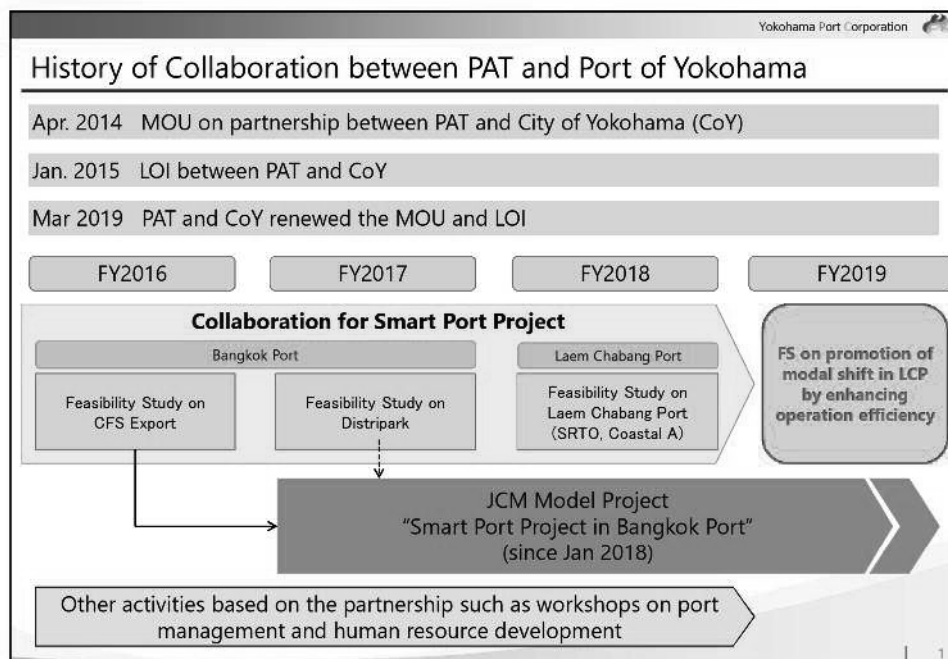 Yokohama Port Corporation
History of Collaboration between PAT and Port of Yokohama
Apr. 2014 MOU on partnership between PAT and City of Yokohama (CoY)
Jan. 2015 LOI between PAT and CoY
Mar 2019 PAT and CoY renewed the MOU and LOI
FY2016
FY2017
FY2018
FY2019
Collaboration for Smart Port Project
Bangkok Port
Laem Chabang Port
Feasibility Study on
CFS Export
Feasibility Study on
Distripark
Feasibility Study on
Laem Chabang Port
(SRTO, Coastal A)
FS on promotion of
modal shift in LCP
by enhancing
operation efficiency
JCM Model Project
“Smart Port Project in Bangkok Port”
(since Jan 2018)
Other activities based on the partnership such as workshops on port
management and human resource development
1